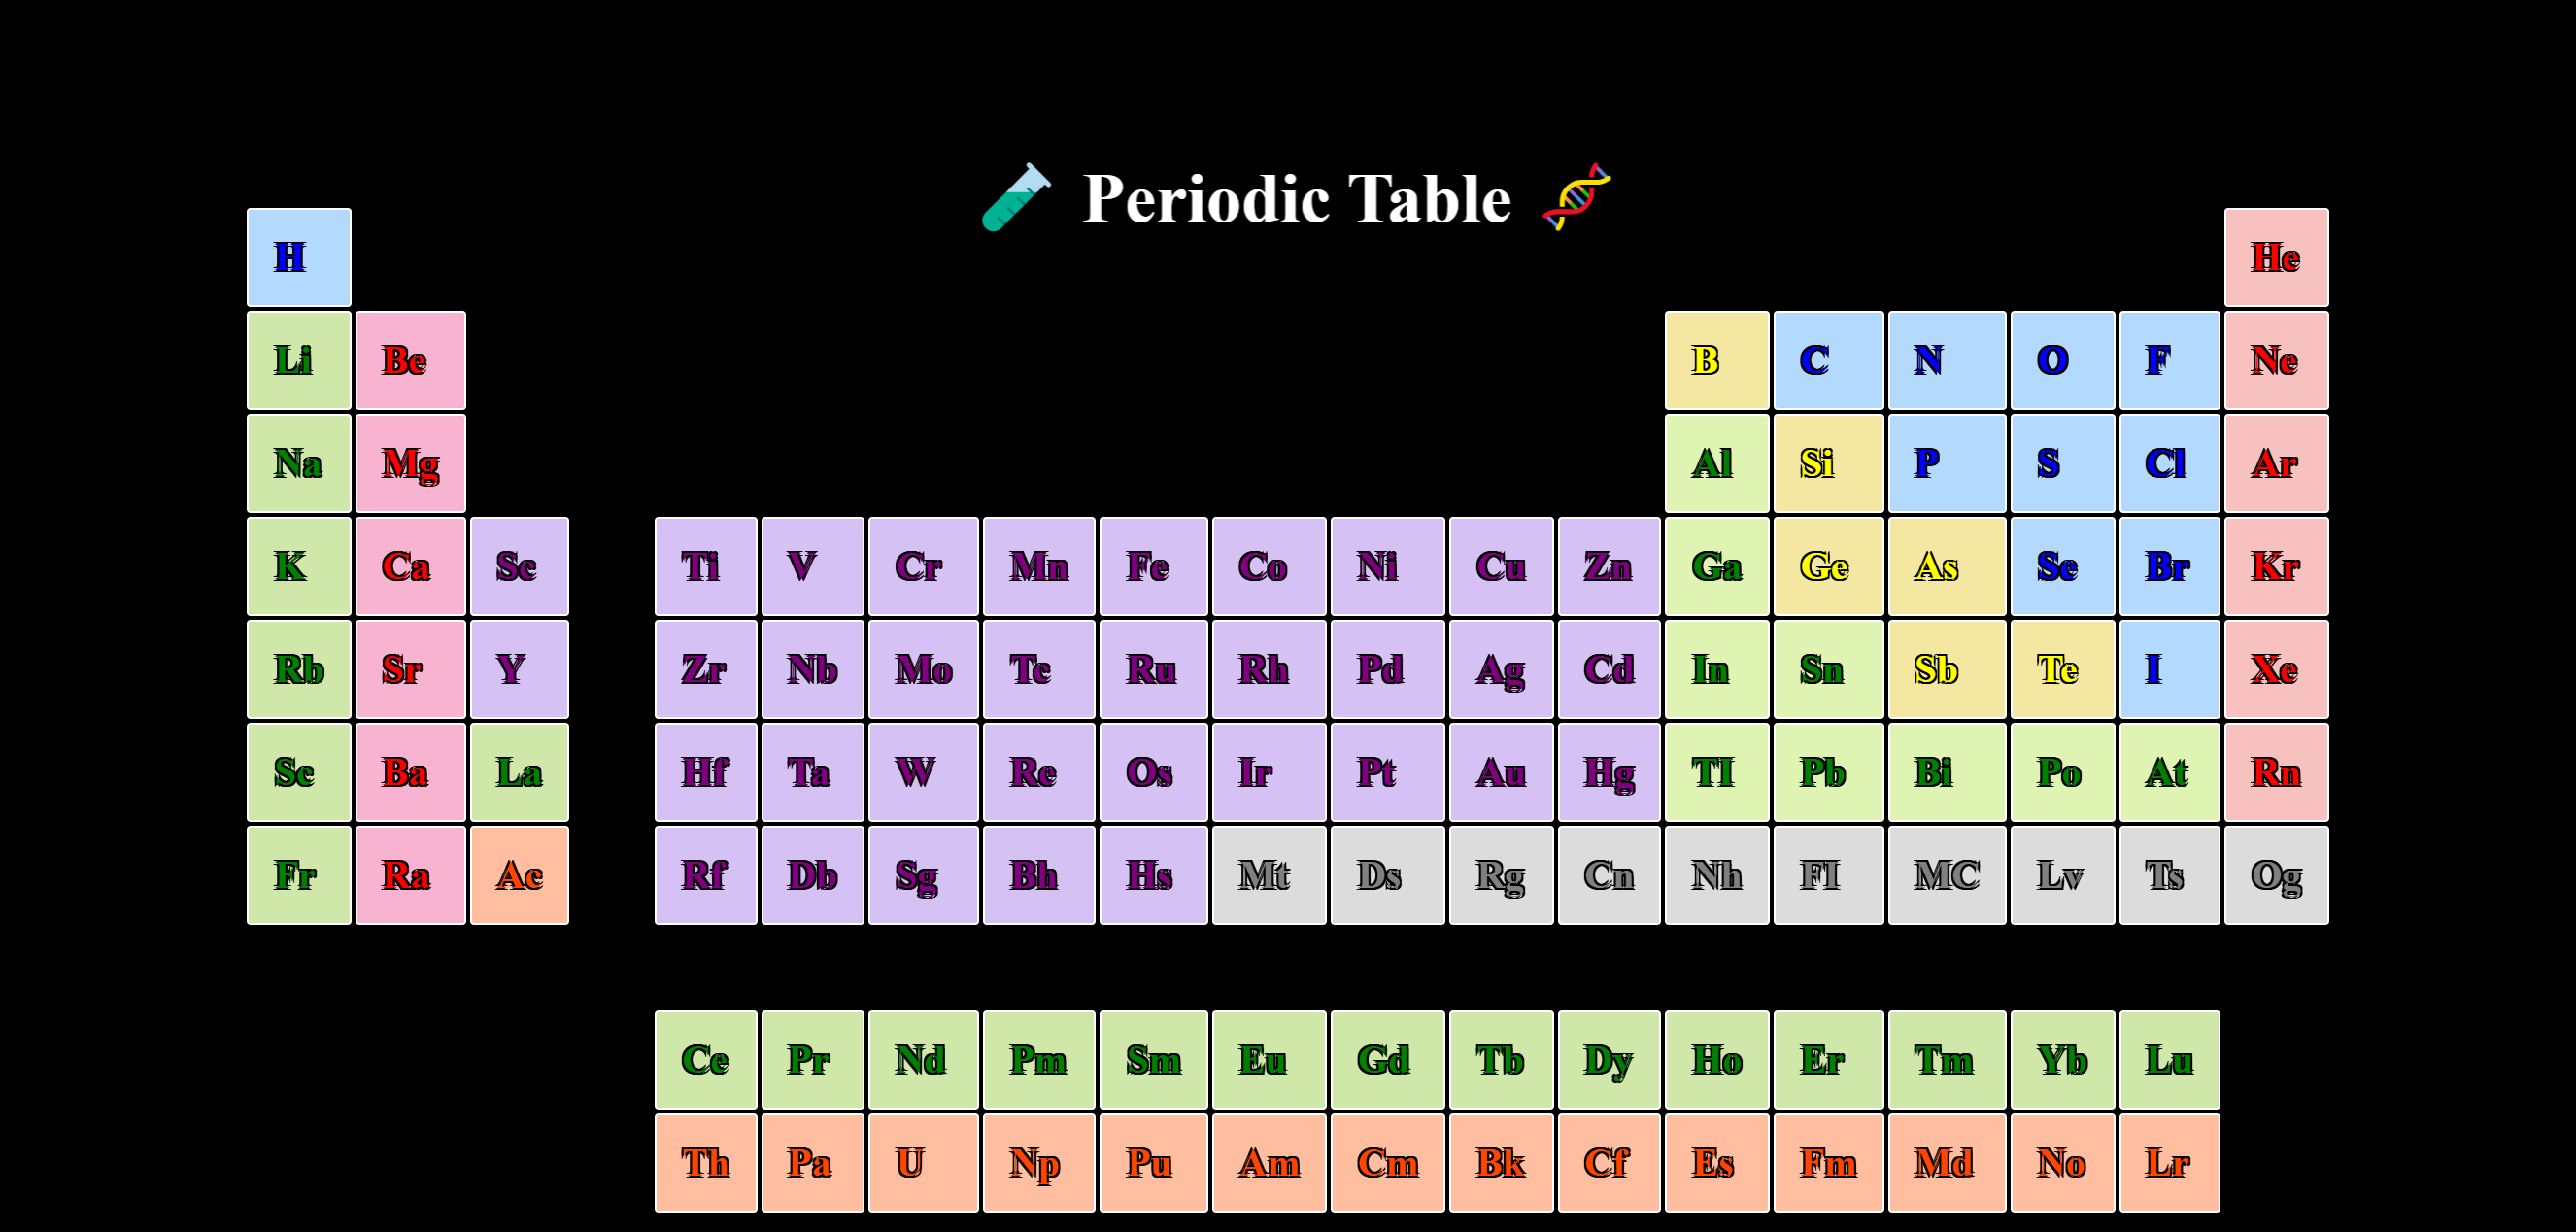 Periodic Table
H He
Li Be B C N O F Ne
Na Mg Al Si P S Cl Ar
K Ca Sc Ti V Cr Mn Fe Co Ni Cu Zn Ga Ge As Se Br Kr
Rb Sr Y Zr Nb Mo Tc Ru Rh Pd Ag Cd In Sn Sb Te I Xe
Sc Ba La Hf Ta W Re Os Ir Pt Au Hg TI Pb Bi Po At Rn
Fr Ra Ac Rf Db Sg Bh Hs Mt Ds Rg Cn Nh FI MC Lv Ts Og
Ce Pr Nd Pm Sm Eu Gd Tb Dy Ho Er Tm Yb Lu
Th Pa U Np Pu Am Cm Bk Cf Es Fm Md No Lr